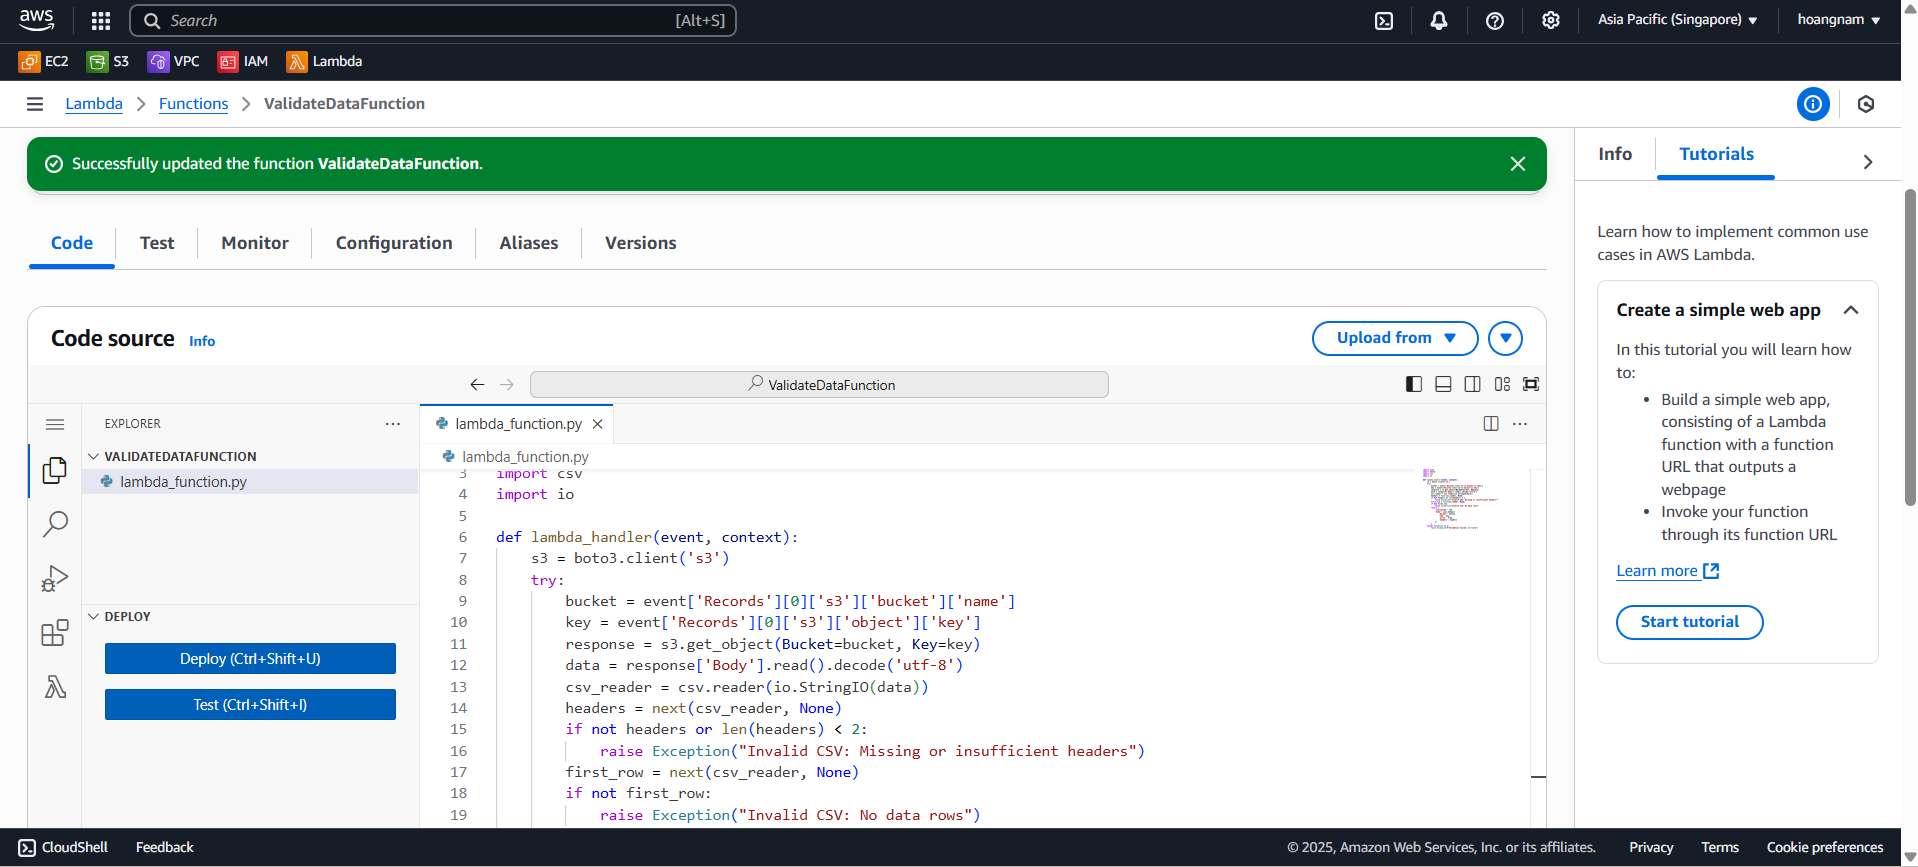 aws
Search [Alt+S]
Asia Pacific (Singapore) hoangnam
EC2 S3 VPC IAM Lambda
Lambda Functions ValidateDataFunction
Successfully updated the function ValidateDataFunction.
Code Test Monitor Configuration Aliases Versions
Code source Info
Upload from
ValidateDataFunction
EXPLORER
VALIDATEDATAFUNCTION
lambda_function.py
DEPLOY
Deploy (Ctrl+Shift+U)
Test (Ctrl+Shift+I)
lambda_function.py
lambda_function.py
3 import csv
4 import io
5
6 def lambda_handler(event, context):
7 s3 = boto3.client('s3')
8 try:
9 bucket = event['Records'][0]['s3']['bucket']['name']
10 key = event['Records'][0]['s3']['object']['key']
11 response = s3.get_object(Bucket=bucket, Key=key)
12 data = response['Body'].read().decode('utf-8')
13 csv_reader = csv.reader(io.StringIO(data))
14 headers = next(csv_reader, None)
15 if not headers or len(headers) < 2:
16 raise Exception("Invalid CSV: Missing or insufficient headers")
17 first_row = next(csv_reader, None)
18 if not first_row:
19 raise Exception("Invalid CSV: No data rows")
Info Tutorials
Learn how to implement common use
cases in AWS Lambda.
Create a simple web app
In this tutorial you will learn how
to:
• Build a simple web app,
consisting of a Lambda
function with a function
URL that outputs a
webpage
• Invoke your function
through its function URL
Learn more
Start tutorial
CloudShell Feedback
© 2025, Amazon Web Services, Inc. or its affiliates. Privacy Terms Cookie preferences